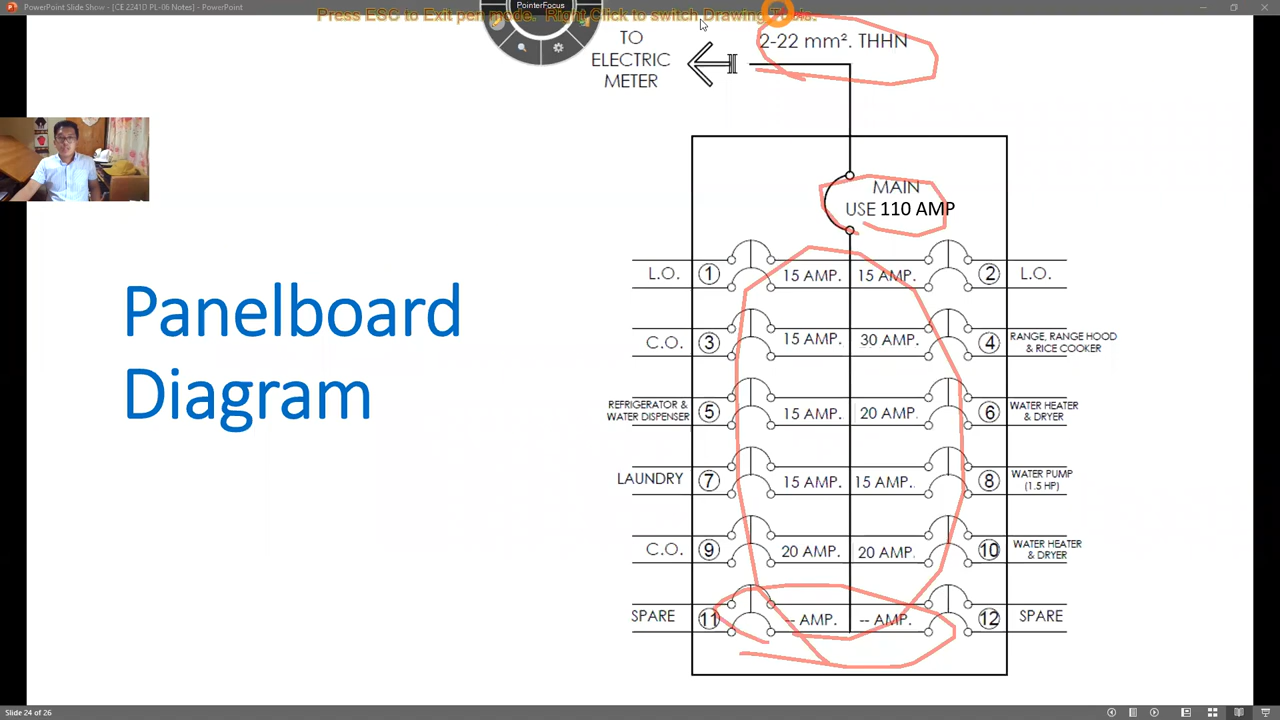 PowerPoint Slide Show - [CE 2241D PL-06 Notes] - PowerPoint
PointerFocus
Press ESC to Exit pen mode. Right Click to switch Drawing Tools.
TO
ELECTRIC
METER
2-22 mm². THHN
Panelboard
Diagram
MAIN
USE 110 AMP
L.O. 1 15 AMP. 15 AMP. 2 L.O.
C.O. 3 15 AMP. 30 AMP. 4 RANGE, RANGE HOOD
& RICE COOKER
REFRIGERATOR &
WATER DISPENSER 5 15 AMP. 20 AMP. 6 WATER HEATER
& DRYER
LAUNDRY 7 15 AMP. 15 AMP. 8 WATER PUMP
(1.5 HP)
C.O. 9 20 AMP. 20 AMP. 10 WATER HEATER
& DRYER
SPARE 11 -- AMP. -- AMP. 12 SPARE
Slide 24 of 26